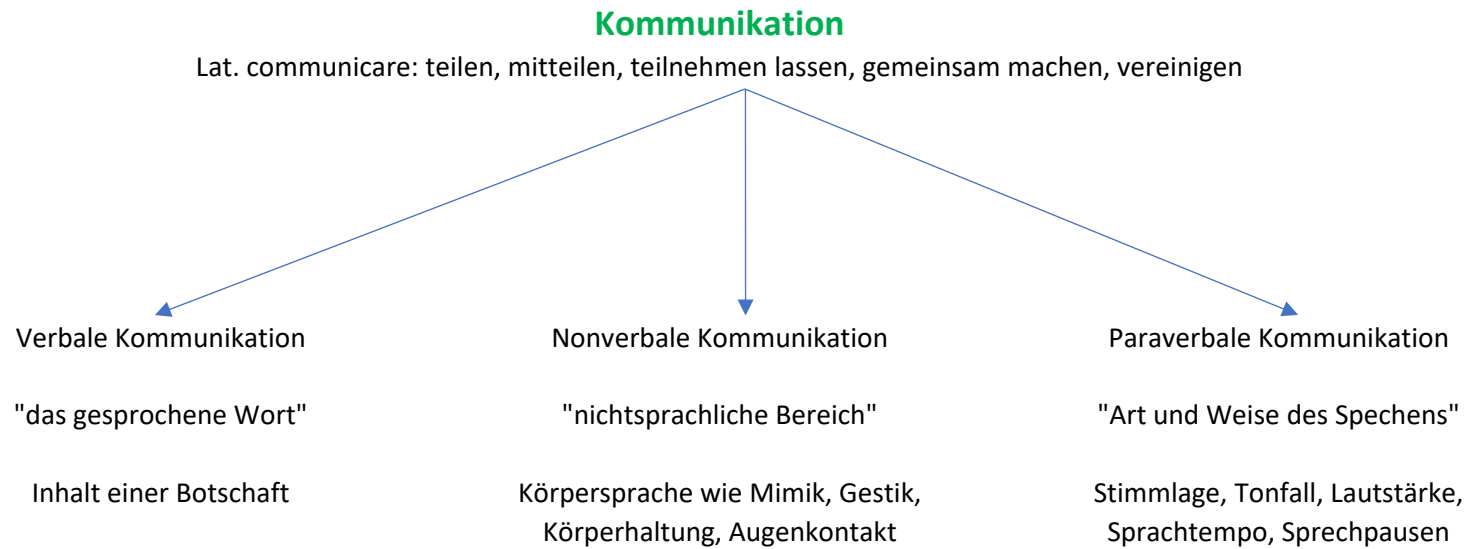 Kommunikation
Lat. communicare: teilen, mitteilen, teilnehmen lassen, gemeinsam machen, vereinigen
Verbale Kommunikation
"das gesprochene Wort"
Inhalt einer Botschaft
Nonverbale Kommunikation
"nichtsprachliche Bereich"
Körpersprache wie Mimik, Gestik,
Körperhaltung, Augenkontakt
Paraverbale Kommunikation
"Art und Weise des Spechens"
Stimmlage, Tonfall, Lautstärke,
Sprachtempo, Sprechpausen